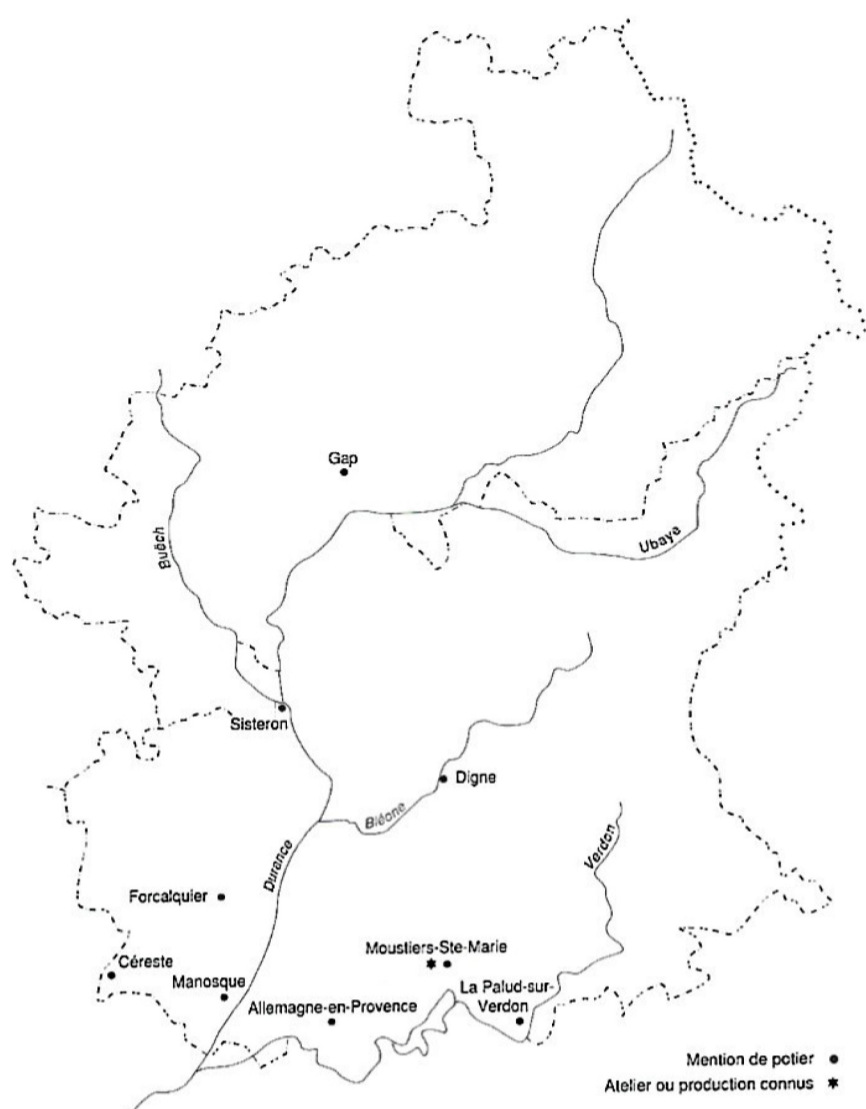 Gap
Buëch
Ubaye
Sisteron
Digne
Bléone
Durance
Verdon
Forcalquier
Moustiers-Ste-Marie
Céreste
Manosque
La Palud-sur-
Verdon
Allemagne-en-Provence
Mention de potier
Atelier ou production connus